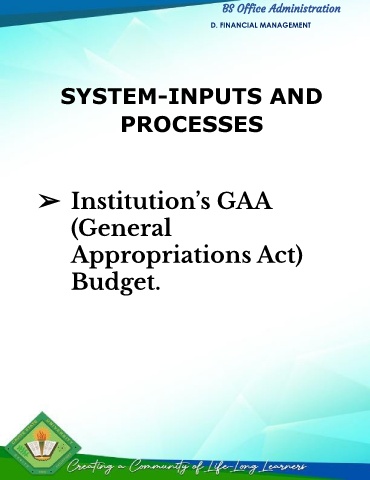 BS Office Administration
D. FINANCIAL MANAGEMENT
SYSTEM-INPUTS AND
PROCESSES
➢ Institution's GAA
(General
Appropriations Act)
Budget.
Creating a Community of Life-Long Learners